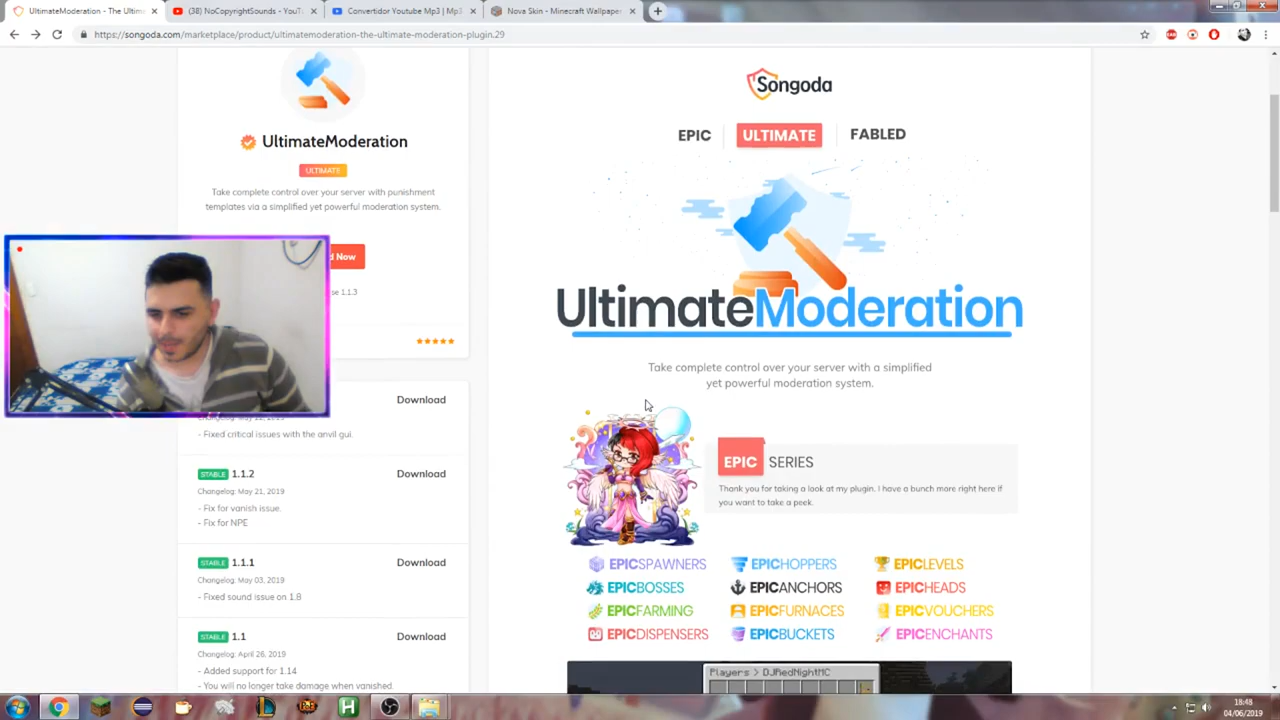 UltimateModeration - The Ultim
(38) NoCopyrightSounds - YouT
Convertidor Youtube Mp3 | Mp3
Nova Skin - Minecraft Wallpaper
https://songoda.com/marketplace/product/ultimatemoderation-the-ultimate-moderation-plugin.29
UltimateModeration
ULTIMATE
Take complete control over your server with punishment
templates via a simplified yet powerful moderation system.
Now
1.1.3
Download
- Fixed critical issues with the anvil gui.
STABLE 1.1.2 Download
Changelog: May 21, 2019
- Fix for vanish issue.
- Fix for NPE
STABLE 1.1.1 Download
Changelog: May 03, 2019
- Fixed sound issue on 1.8
STABLE 1.1 Download
Changelog: April 26, 2019
- Added support for 1.14
- You will no longer take damage when vanished.
Songoda
EPIC ULTIMATE FABLED
UltimateModeration
Take complete control over your server with a simplified
yet powerful moderation system.
EPIC SERIES
Thank you for taking a look at my plugin. I have a bunch more right here if
you want to take a peek.
EPICSPAWNERS EPICHOPPERS EPICLEVELS
EPICBOSSES EPICANCHORS EPICHEADS
EPICFARMING EPICFURNACES EPICVOUCHERS
EPICDISPENSERS EPICBUCKETS EPICENCHANTS
Players > DJRedNightMC
18:48
04/06/2019